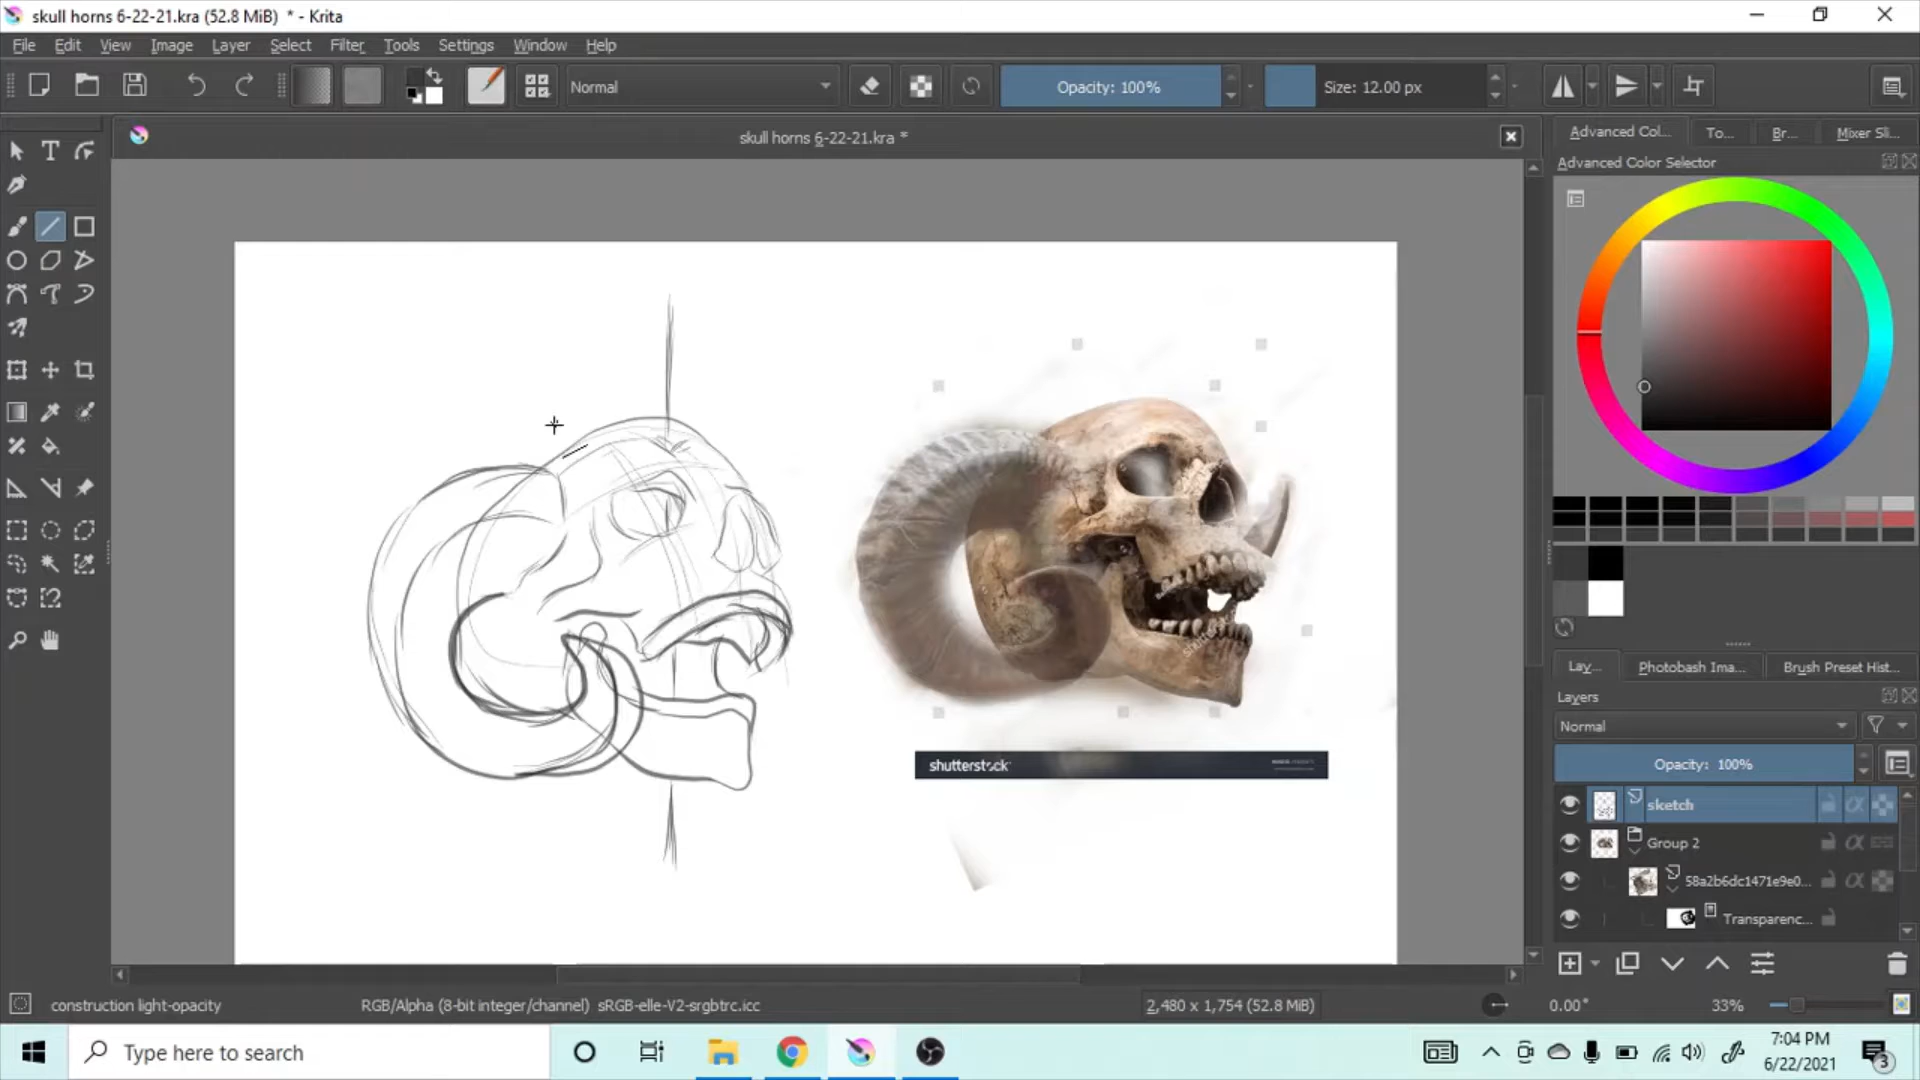 skull horns 6-22-21.kra (52.8 MiB) * - Krita
File Edit View Image Layer Select Filter Tools Settings Window Help
Normal
Opacity: 100%
Size: 12.00 px
skull horns 6-22-21.kra *
Advanced Col... To... Br... Mixer Sli...
Advanced Color Selector
shutterstock
Lay... Photobash Ima... Brush Preset Hist...
Layers
Normal
Opacity: 100%
sketch
Group 2
58a2b6dc1471e9e0...
Transparenc...
construction light-opacity
RGB/Alpha (8-bit integer/channel) sRGB-elle-V2-srgbtrc.icc
2,480 x 1,754 (52.8 MiB)
0.00°
33%
Type here to search
7:04 PM
6/22/2021
3